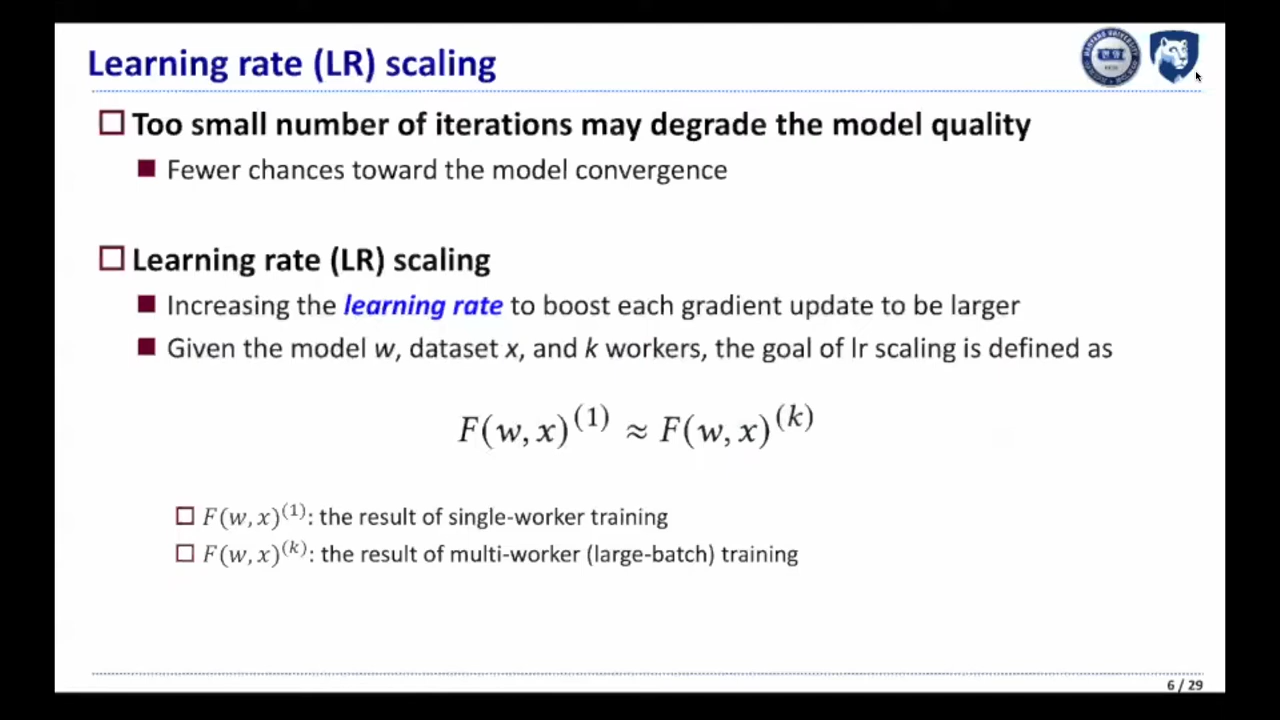 Learning rate (LR) scaling
Too small number of iterations may degrade the model quality
Fewer chances toward the model convergence
Learning rate (LR) scaling
Increasing the learning rate to boost each gradient update to be larger
Given the model w, dataset x, and k workers, the goal of lr scaling is defined as
F(w, x)^(1) ≈ F(w, x)^(k)
F(w, x)^(1): the result of single-worker training
F(w, x)^(k): the result of multi-worker (large-batch) training
6 / 29